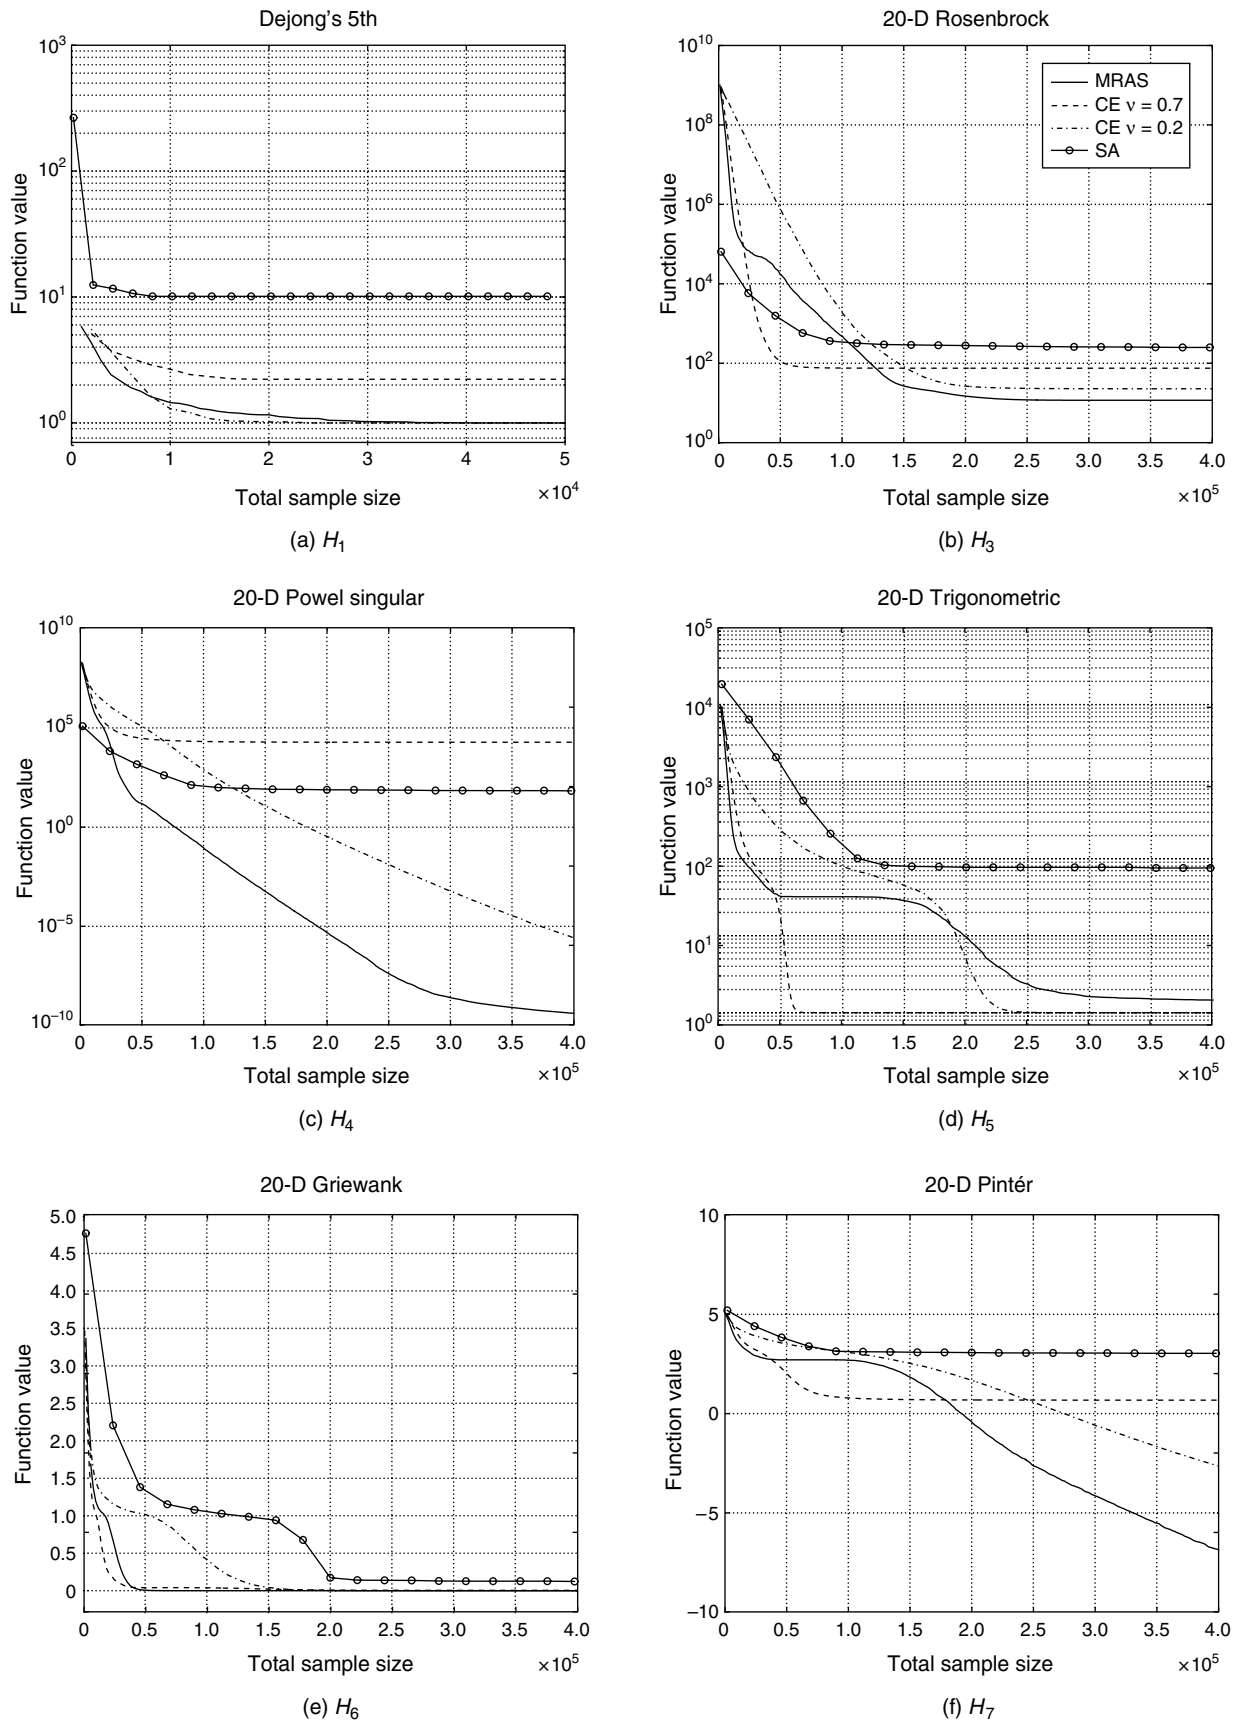 Dejong's 5th
10^3
10^2
10^1
10^0
Function value
0 1 2 3 4 5
Total sample size
×10^4
(a) H_1
20-D Rosenbrock
10^10
10^8
10^6
10^4
10^2
10^0
Function value
MRAS
CE ν = 0.7
CE ν = 0.2
SA
0 0.5 1.0 1.5 2.0 2.5 3.0 3.5 4.0
Total sample size
×10^5
(b) H_3
20-D Powel singular
10^10
10^5
10^0
10^−5
10^−10
Function value
0 0.5 1.0 1.5 2.0 2.5 3.0 3.5 4.0
Total sample size
×10^5
(c) H_4
20-D Trigonometric
10^5
10^4
10^3
10^2
10^1
10^0
Function value
0 0.5 1.0 1.5 2.0 2.5 3.0 3.5 4.0
Total sample size
×10^5
(d) H_5
20-D Griewank
5.0
4.5
4.0
3.5
3.0
2.5
2.0
1.5
1.0
0.5
0
Function value
0 0.5 1.0 1.5 2.0 2.5 3.0 3.5 4.0
Total sample size
×10^5
(e) H_6
20-D Pintér
10
5
0
−5
−10
Function value
0 0.5 1.0 1.5 2.0 2.5 3.0 3.5 4.0
Total sample size
×10^5
(f) H_7